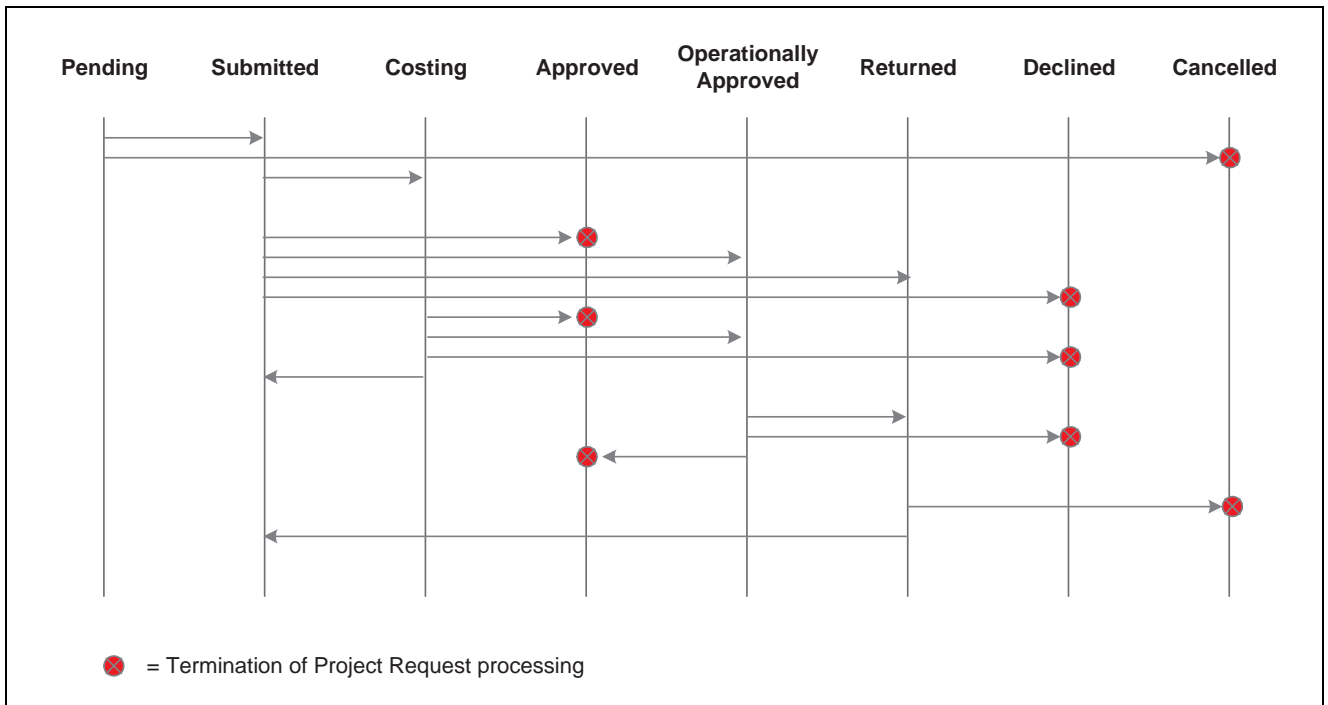 Pending Submitted Costing Approved Operationally Approved Returned Declined Cancelled
= Termination of Project Request processing